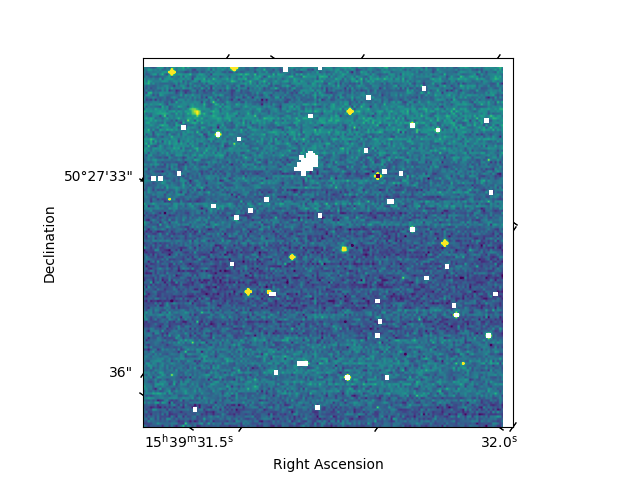 50°27'33"
Declination
36"
15ʰ39ᵐ31.5ˢ
32.0ˢ
Right Ascension